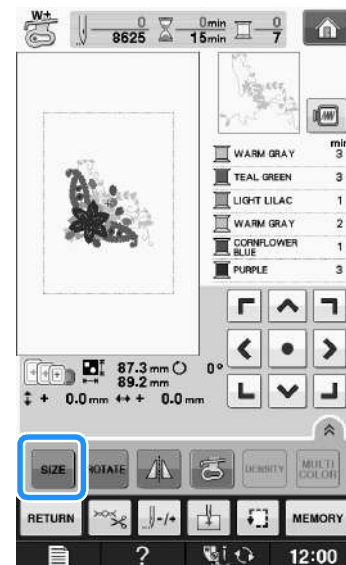 W+
0 0min 0
8625 15min 7
min
WARM GRAY 3
TEAL GREEN 3
LIGHT LILAC 1
WARM GRAY 2
CORNFLOWER BLUE 1
PURPLE 3
87.3 mm 0°
89.2 mm
+ 0.0 mm + 0.0 mm
SIZE ROTATE DENSITY MULTI COLOR
RETURN -/+ MEMORY
? 12:00